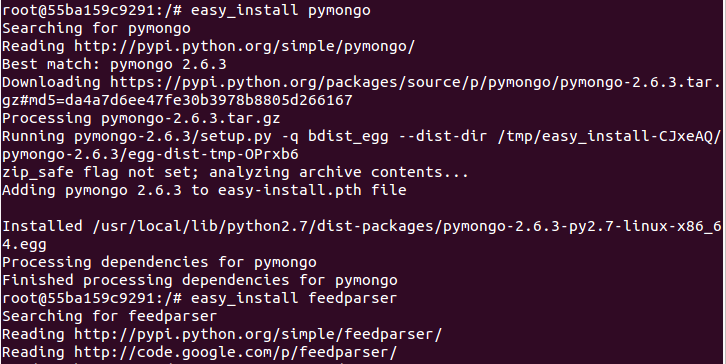 root@55ba159c9291:/# easy_install pymongo
Searching for pymongo
Reading http://pypi.python.org/simple/pymongo/
Best match: pymongo 2.6.3
Downloading https://pypi.python.org/packages/source/p/pymongo/pymongo-2.6.3.tar.
gz#md5=da4a7d6ee47fe30b3978b8805d266167
Processing pymongo-2.6.3.tar.gz
Running pymongo-2.6.3/setup.py -q bdist_egg --dist-dir /tmp/easy_install-CJxeAQ/
pymongo-2.6.3/egg-dist-tmp-OPrxb6
zip_safe flag not set; analyzing archive contents...
Adding pymongo 2.6.3 to easy-install.pth file
Installed /usr/local/lib/python2.7/dist-packages/pymongo-2.6.3-py2.7-linux-x86_6
4.egg
Processing dependencies for pymongo
Finished processing dependencies for pymongo
root@55ba159c9291:/# easy_install feedparser
Searching for feedparser
Reading http://pypi.python.org/simple/feedparser/
Reading http://code.google.com/p/feedparser/